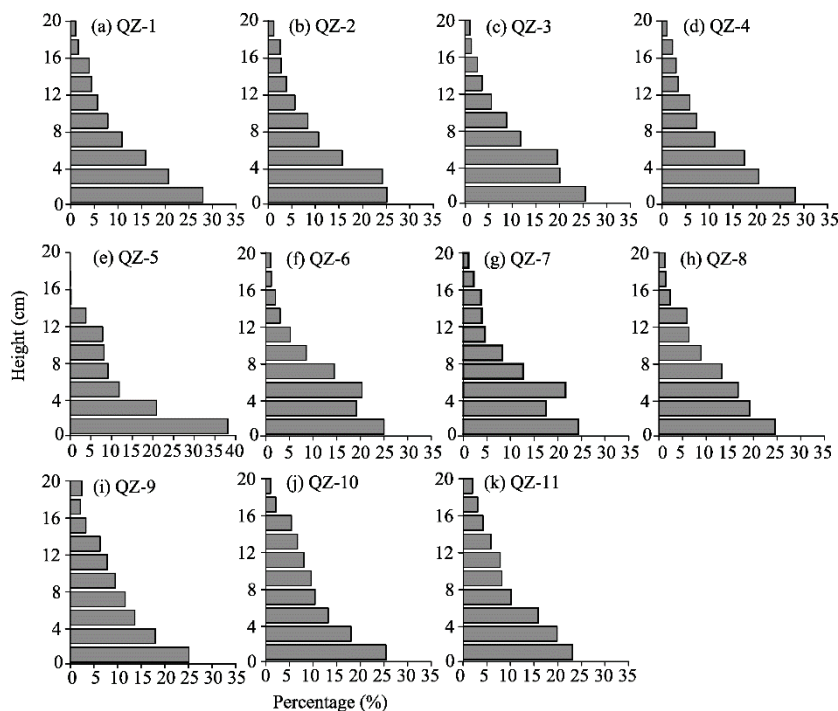 20 (a) QZ-1
16
12
8
4
0
0 5 10 15 20 25 30 35
20 (b) QZ-2
16
12
8
4
0
0 5 10 15 20 25 30 35
20 (c) QZ-3
16
12
8
4
0
0 5 10 15 20 25 30 35
20 (d) QZ-4
16
12
8
4
0
0 5 10 15 20 25 30 35
Height (cm)
20 (e) QZ-5
16
12
8
4
0
0 5 10 15 20 25 30 35 40
20 (f) QZ-6
16
12
8
4
0
0 5 10 15 20 25 30 35
20 (g) QZ-7
16
12
8
4
0
0 5 10 15 20 25 30 35
20 (h) QZ-8
16
12
8
4
0
0 5 10 15 20 25 30 35
20 (i) QZ-9
16
12
8
4
0
0 5 10 15 20 25 30 35
20 (j) QZ-10
16
12
8
4
0
0 5 10 15 20 25 30 35
20 (k) QZ-11
16
12
8
4
0
0 5 10 15 20 25 30 35
Percentage (%)